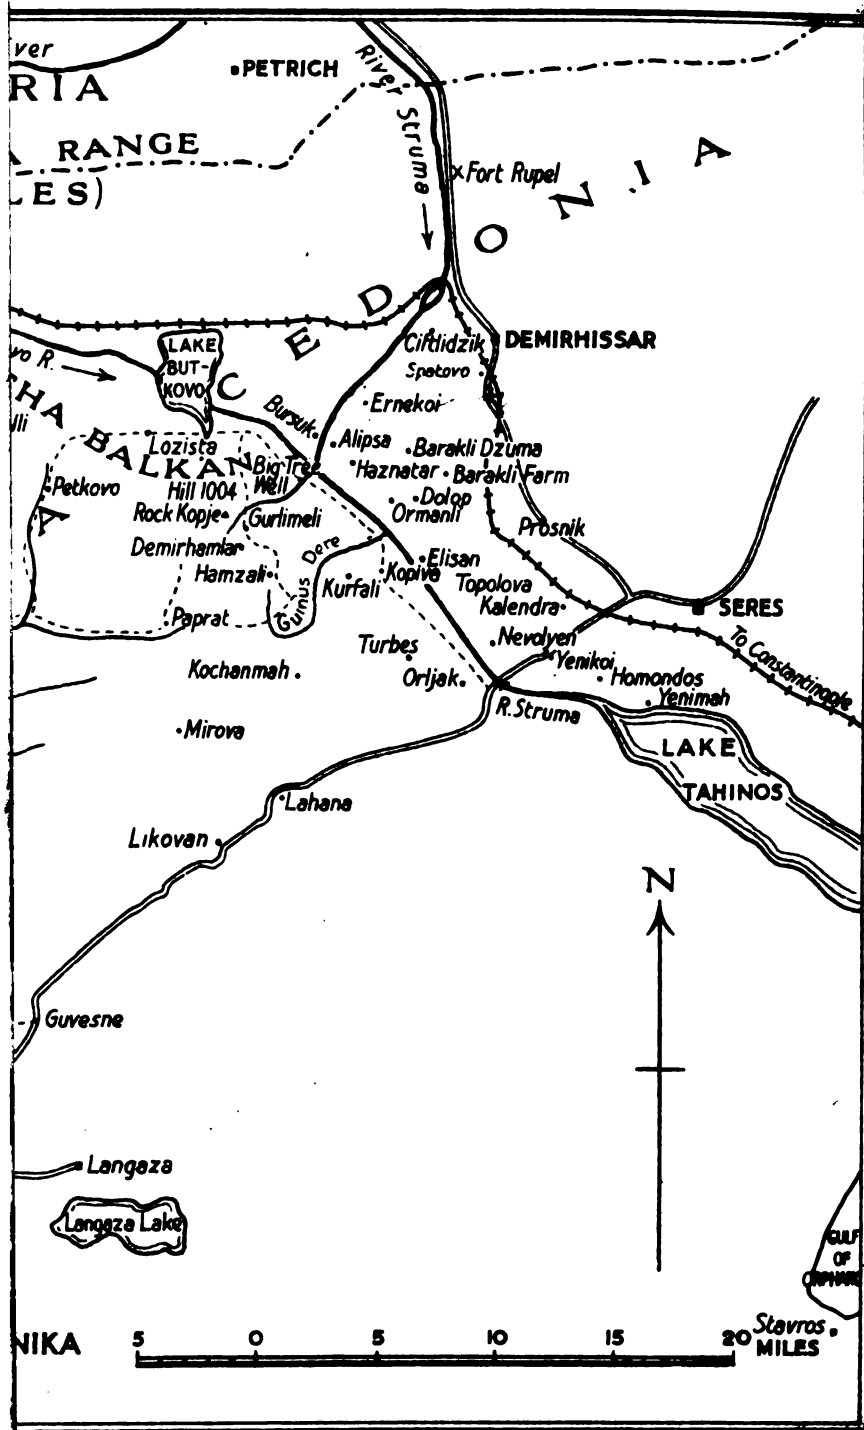 ver
RIA
PETRICH
River Struma
A RANGE
LES)
Fort Rupel
CEDONIA
LAKE
BUT-
KOVO
vo R.
THA BALKAN
lli
Ciftlidzik
DEMIRHISSAR
Spatovo
Ernekoi
Bursuk
Alipsa
Barakli Dzuma
Lozista
Big Tree
Well
Haznatar
Barakli Farm
Petkovo
Hill 1004
Dolop
Ormanli
A
Rock Kopje
Gurlimeli
Prosnik
Demirhamlar
Dere
Elisan
Hamzali
Kopiva
Topolova
Kurfali
Kalendra
SERES
Paprat
Nevolyen
To Constantinople
Turbes
Yenikoi
Kochanmah
Orljak
Homondos
Yenimah
R. Struma
Mirova
LAKE
TAHINOS
Lahana
Likovan
N
Guvesne
Langaza
Langaza Lake
GULF
OF
NIKA
5 0 5 10 15 20
MILES
Stavros